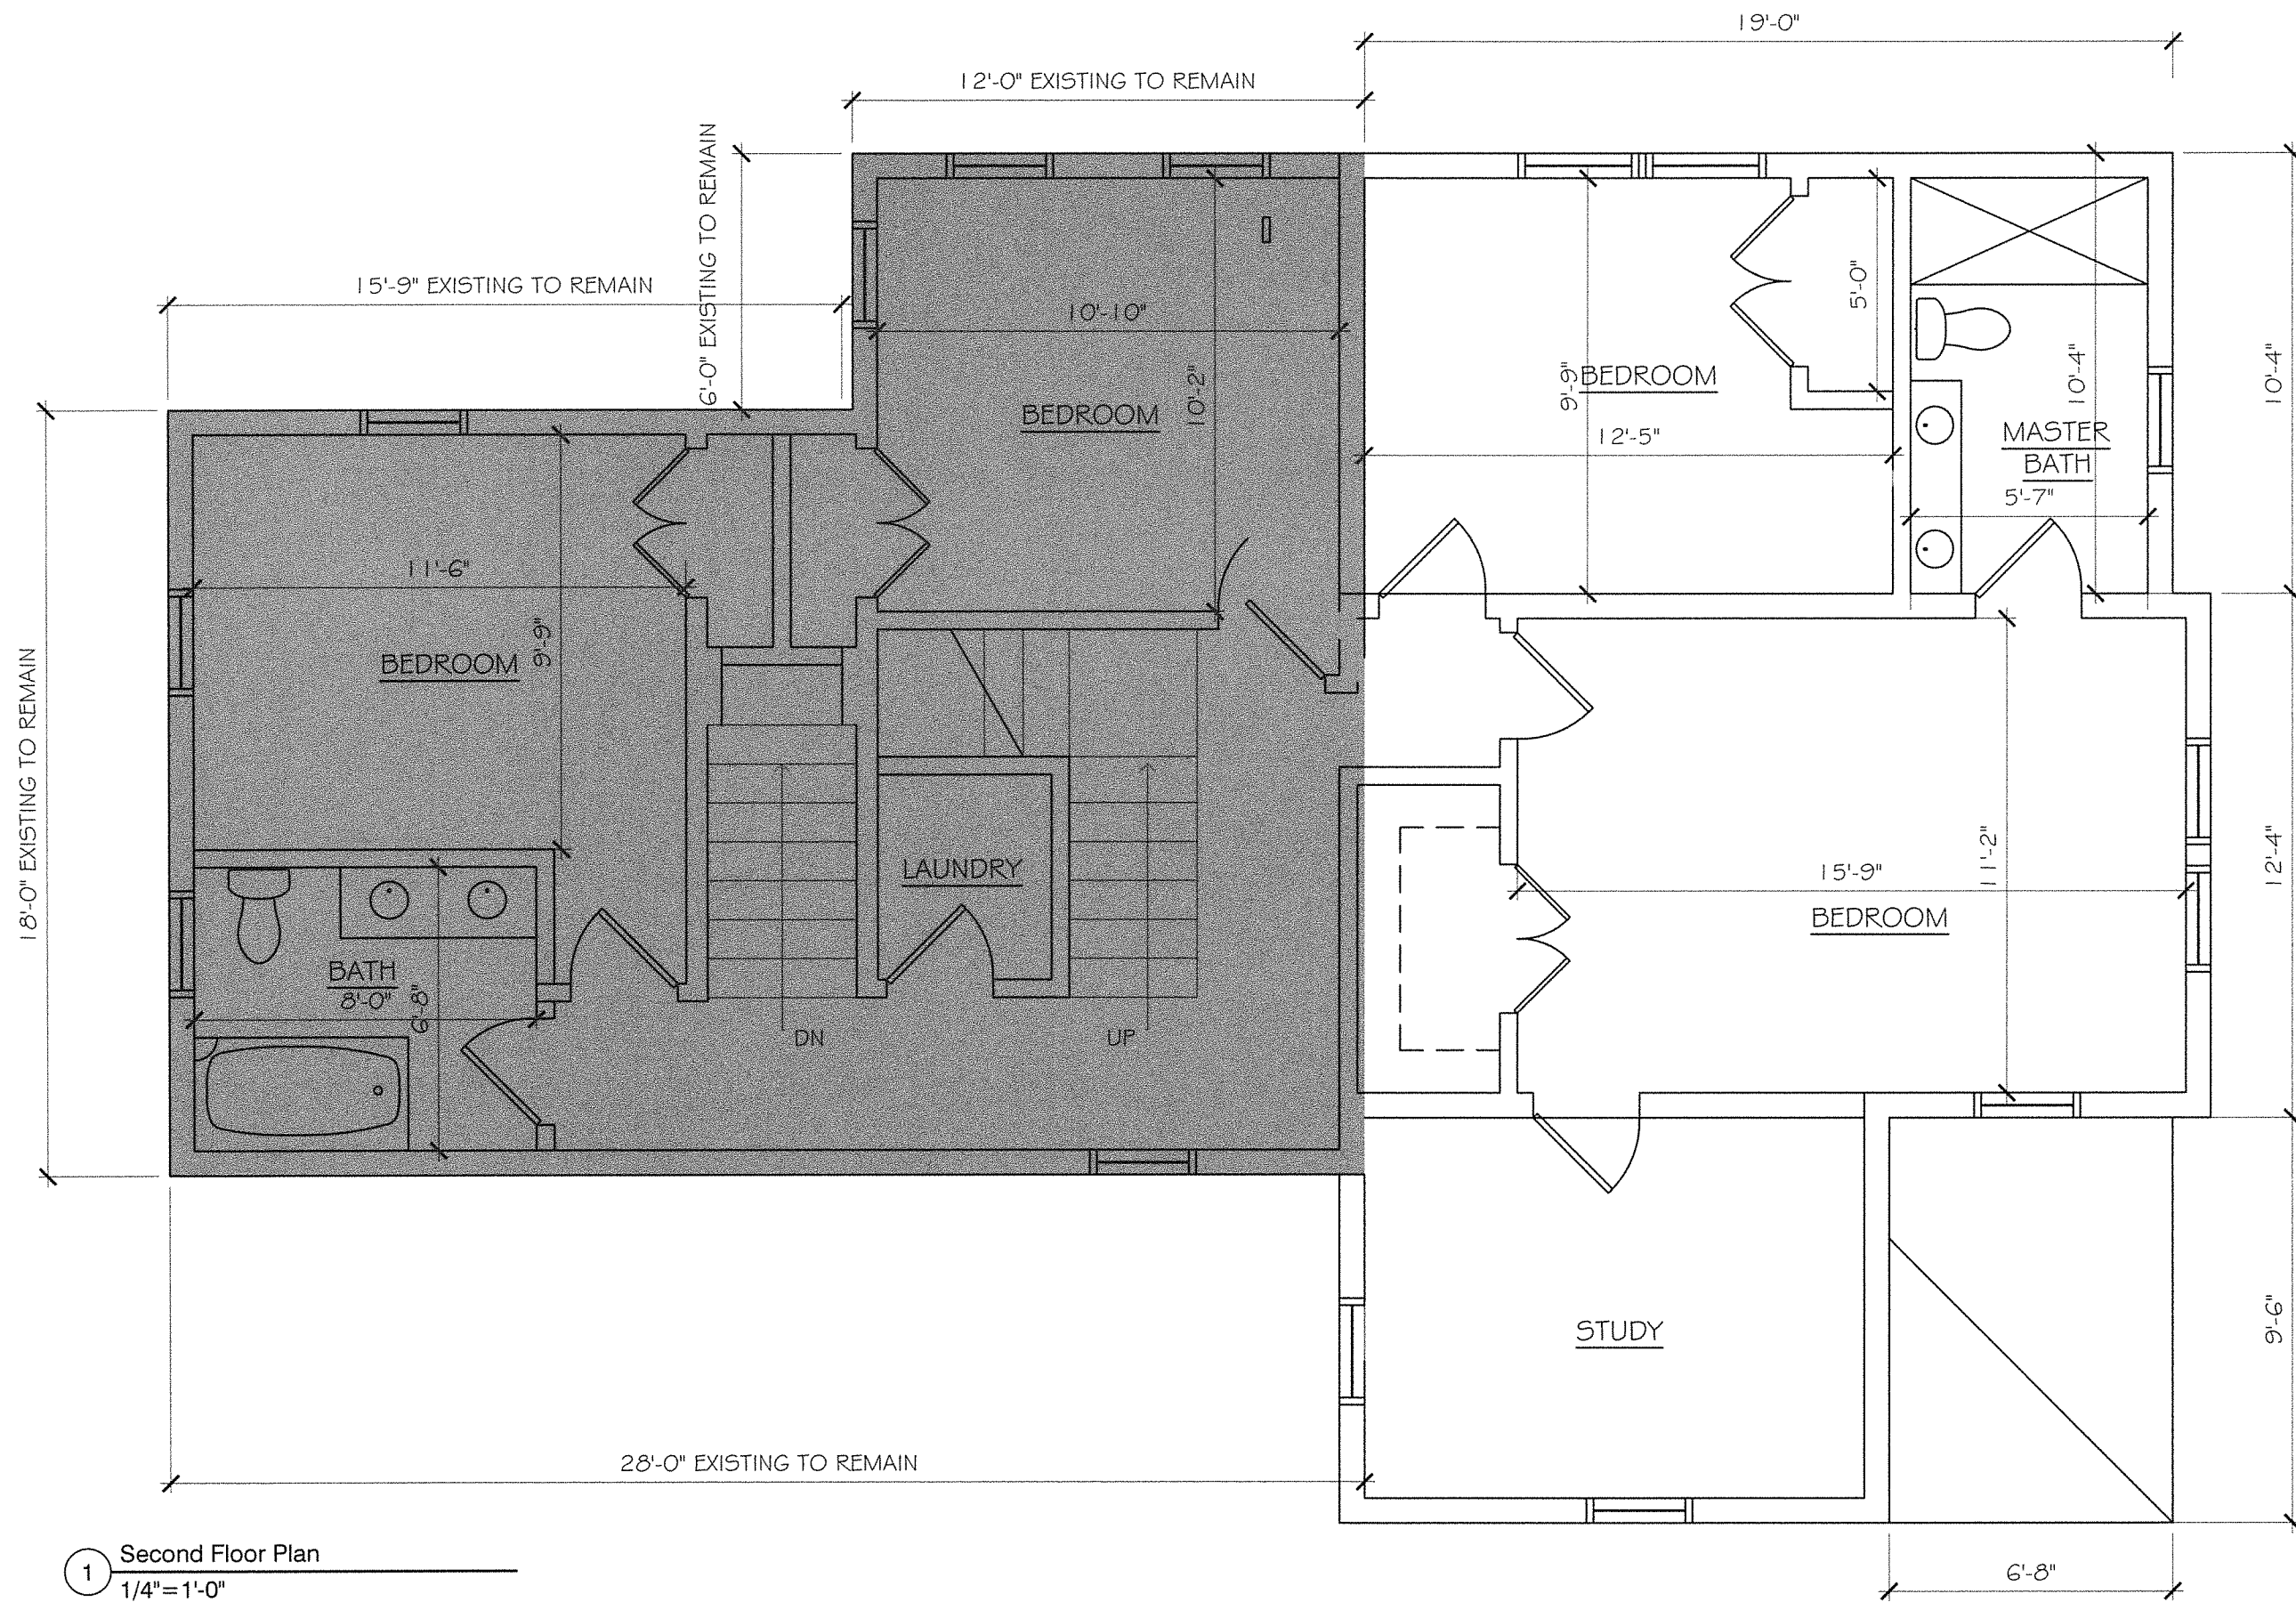 19'-0"
12'-0" EXISTING TO REMAIN
6'-0" EXISTING TO REMAIN
15'-9" EXISTING TO REMAIN
10'-10"
10'-2"
BEDROOM
5'-0"
9'-9"
BEDROOM
12'-5"
10'-4"
10'-4"
MASTER
BATH
5'-7"
11'-6"
9'-9"
BEDROOM
18'-0" EXISTING TO REMAIN
LAUNDRY
11'-2"
15'-9"
12'-4"
BEDROOM
BATH
8'-0"
6'-8"
DN
UP
STUDY
9'-6"
28'-0" EXISTING TO REMAIN
1
Second Floor Plan
1/4"=1'-0"
6'-8"